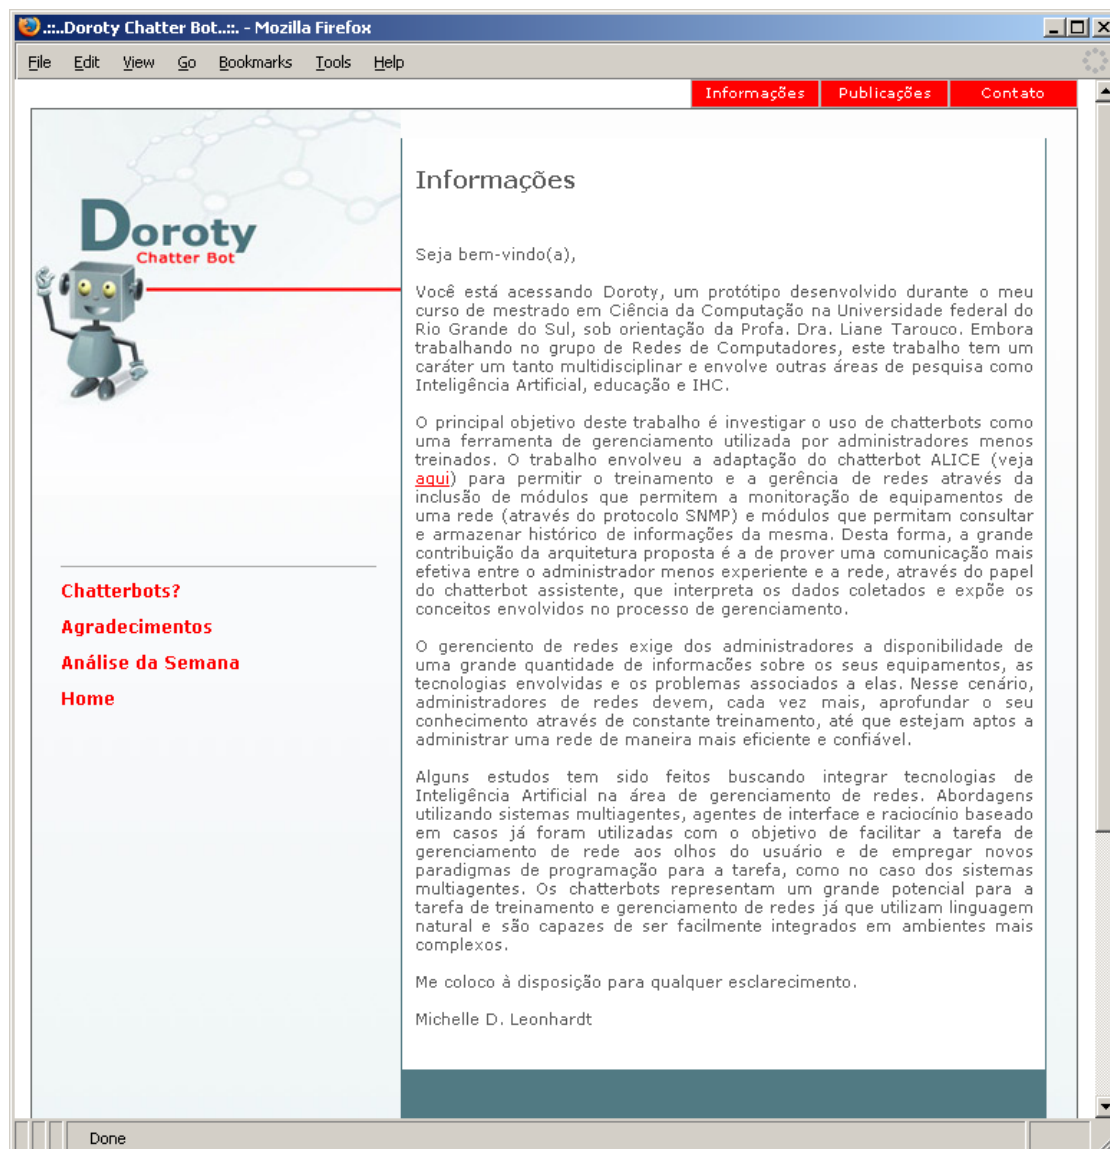 .::..Doroty Chatter Bot..::. - Mozilla Firefox
File Edit View Go Bookmarks Tools Help
Informações Publicações Contato
Doroty
Chatter Bot
Chatterbots?
Agradecimentos
Análise da Semana
Home
Informações
Seja bem-vindo(a),
Você está acessando Doroty, um protótipo desenvolvido durante o meu
curso de mestrado em Ciência da Computação na Universidade federal do
Rio Grande do Sul, sob orientação da Profa. Dra. Liane Tarouco. Embora
trabalhando no grupo de Redes de Computadores, este trabalho tem um
caráter um tanto multidisciplinar e envolve outras áreas de pesquisa como
Inteligência Artificial, educação e IHC.
O principal objetivo deste trabalho é investigar o uso de chatterbots como
uma ferramenta de gerenciamento utilizada por administradores menos
treinados. O trabalho envolveu a adaptação do chatterbot ALICE (veja
aqui) para permitir o treinamento e a gerência de redes através da
inclusão de módulos que permitem a monitoração de equipamentos de
uma rede (através do protocolo SNMP) e módulos que permitam consultar
e armazenar histórico de informações da mesma. Desta forma, a grande
contribuição da arquitetura proposta é a de prover uma comunicação mais
efetiva entre o administrador menos experiente e a rede, através do papel
do chatterbot assistente, que interpreta os dados coletados e expõe os
conceitos envolvidos no processo de gerenciamento.
O gerenciento de redes exige dos administradores a disponibilidade de
uma grande quantidade de informacões sobre os seus equipamentos, as
tecnologias envolvidas e os problemas associados a elas. Nesse cenário,
administradores de redes devem, cada vez mais, aprofundar o seu
conhecimento através de constante treinamento, até que estejam aptos a
administrar uma rede de maneira mais eficiente e confiável.
Alguns estudos tem sido feitos buscando integrar tecnologias de
Inteligência Artificial na área de gerenciamento de redes. Abordagens
utilizando sistemas multiagentes, agentes de interface e raciocínio baseado
em casos já foram utilizadas com o objetivo de facilitar a tarefa de
gerenciamento de rede aos olhos do usuário e de empregar novos
paradigmas de programação para a tarefa, como no caso dos sistemas
multiagentes. Os chatterbots representam um grande potencial para a
tarefa de treinamento e gerenciamento de redes já que utilizam linguagem
natural e são capazes de ser facilmente integrados em ambientes mais
complexos.
Me coloco à disposição para qualquer esclarecimento.
Michelle D. Leonhardt
Done